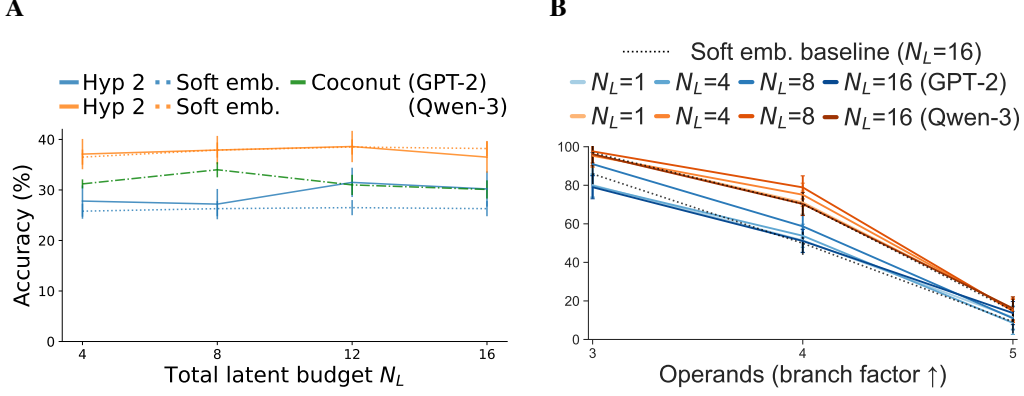 A
Hyp 2 Soft emb. Coconut (GPT-2)
Hyp 2 Soft emb. (Qwen-3)
Accuracy (%)
40
30
20
10
0
4 8 12 16
Total latent budget N_L
B
Soft emb. baseline (N_L=16)
N_L=1 N_L=4 N_L=8 N_L=16 (GPT-2)
N_L=1 N_L=4 N_L=8 N_L=16 (Qwen-3)
100
80
60
40
20
0
3 4 5
Operands (branch factor ↑)